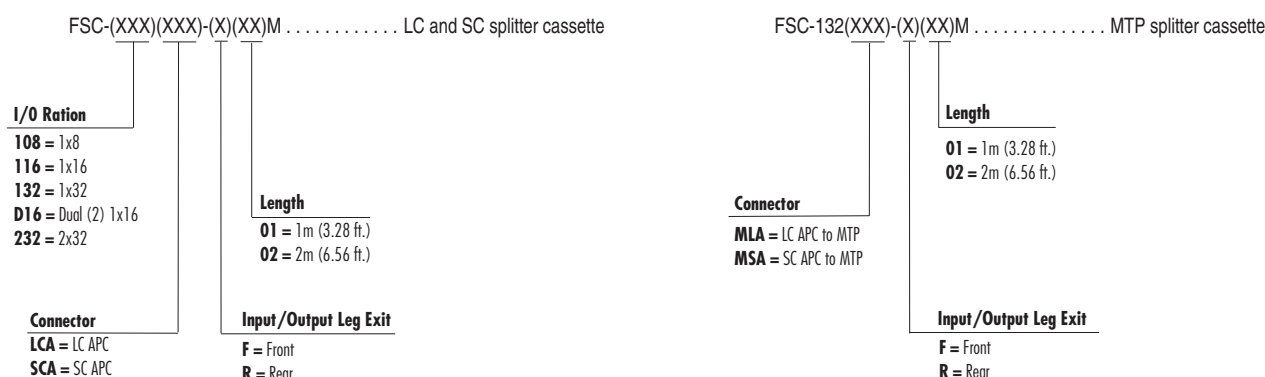 FSC-(XXX)(XXX)-(X)(XX)M . . . . . . . . . . . . LC and SC splitter cassette
I/O Ration
108 = 1x8
116 = 1x16
132 = 1x32
D16 = Dual (2) 1x16
232 = 2x32
Length
01 = 1m (3.28 ft.)
02 = 2m (6.56 ft.)
Connector
LCA = LC APC
SCA = SC APC
Input/Output Leg Exit
F = Front
R = Rear
FSC-132(XXX)-(X)(XX)M . . . . . . . . . . . . . . MTP splitter cassette
Length
01 = 1m (3.28 ft.)
02 = 2m (6.56 ft.)
Connector
MLA = LC APC to MTP
MSA = SC APC to MTP
Input/Output Leg Exit
F = Front
R = Rear